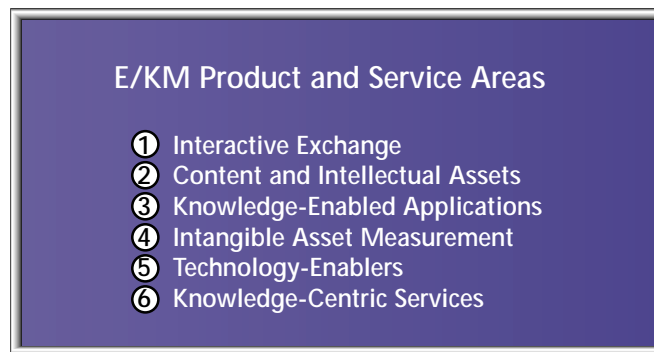 E/KM Product and Service Areas
1 Interactive Exchange
2 Content and Intellectual Assets
3 Knowledge-Enabled Applications
4 Intangible Asset Measurement
5 Technology-Enablers
6 Knowledge-Centric Services